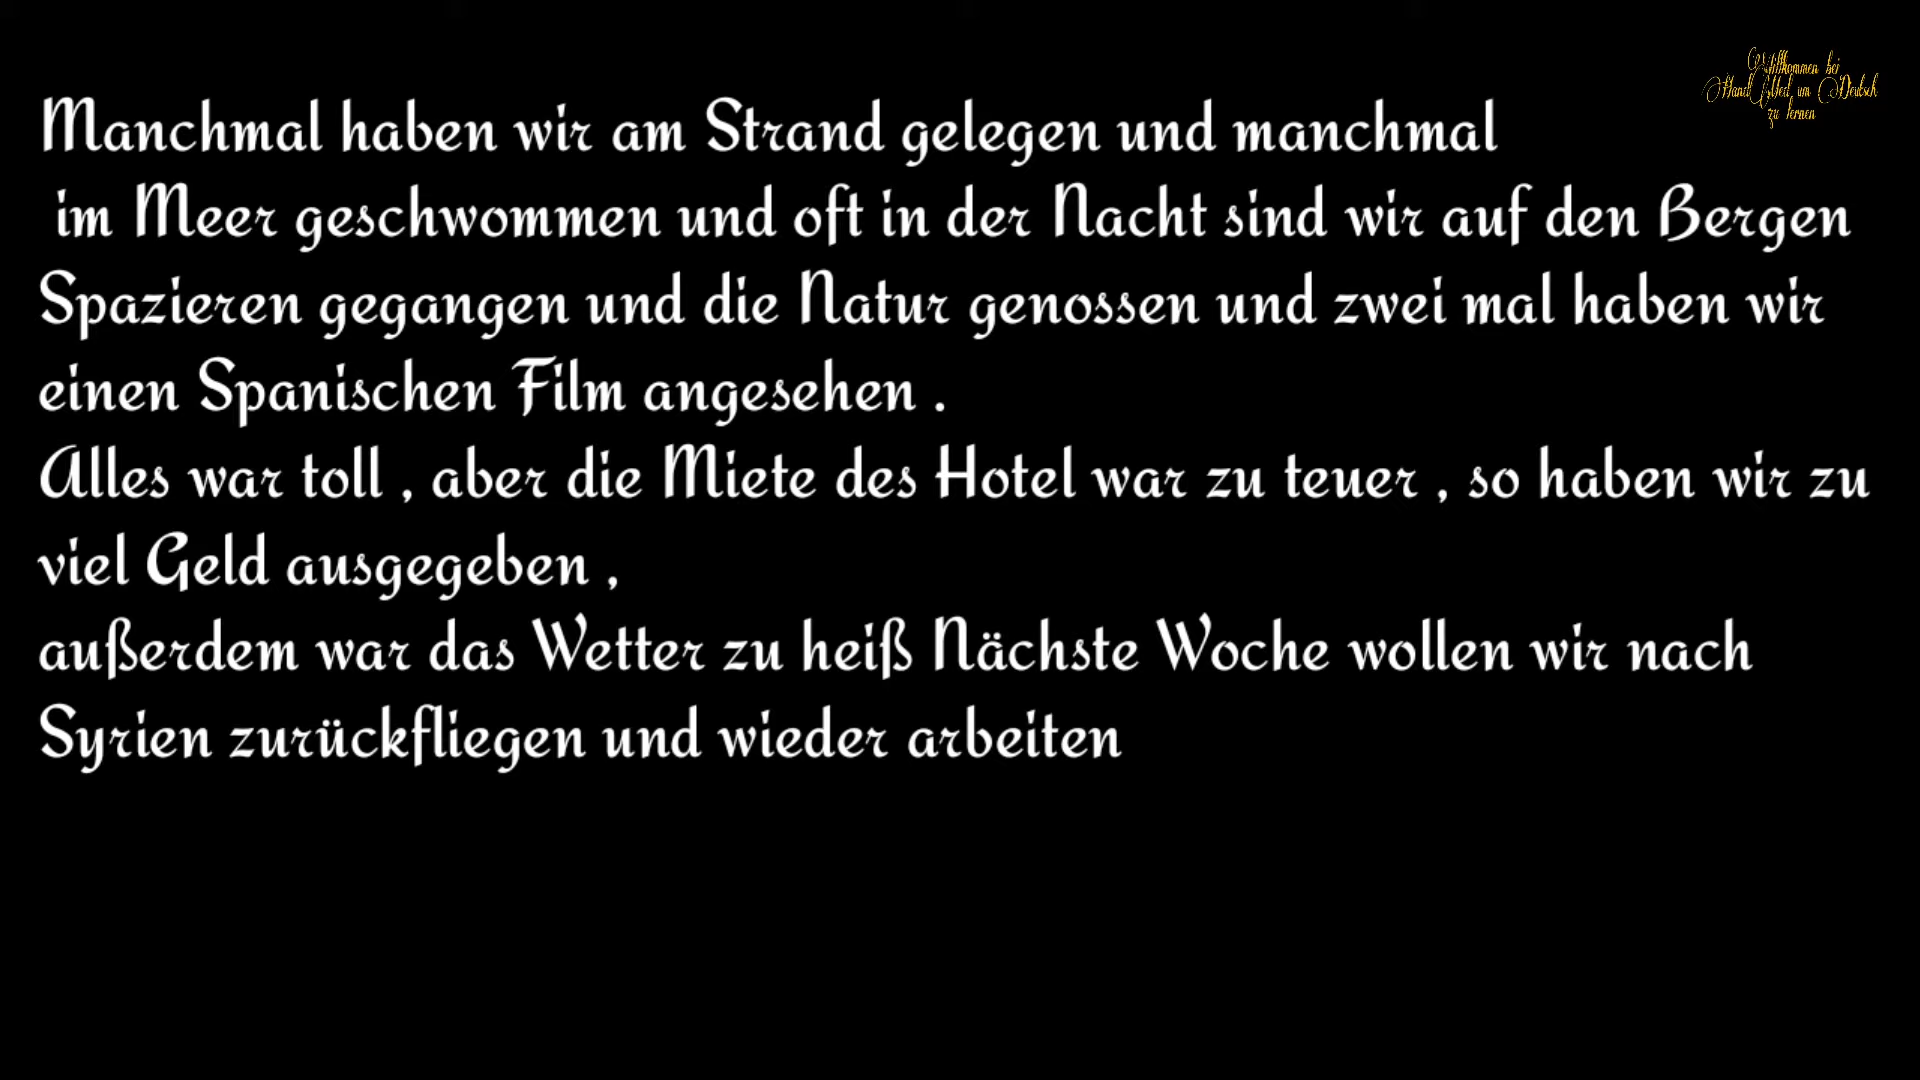 Willkommen bei
Hand Med um Deutsch
zu lernen
Manchmal haben wir am Strand gelegen und manchmal
im Meer geschwommen und oft in der Nacht sind wir auf den Bergen
Spazieren gegangen und die Natur genossen und zwei mal haben wir
einen Spanischen Film angesehen .
Alles war toll , aber die Miete des Hotel war zu teuer , so haben wir zu
viel Geld ausgegeben ,
außerdem war das Wetter zu heiß Nächste Woche wollen wir nach
Syrien zurückfliegen und wieder arbeiten